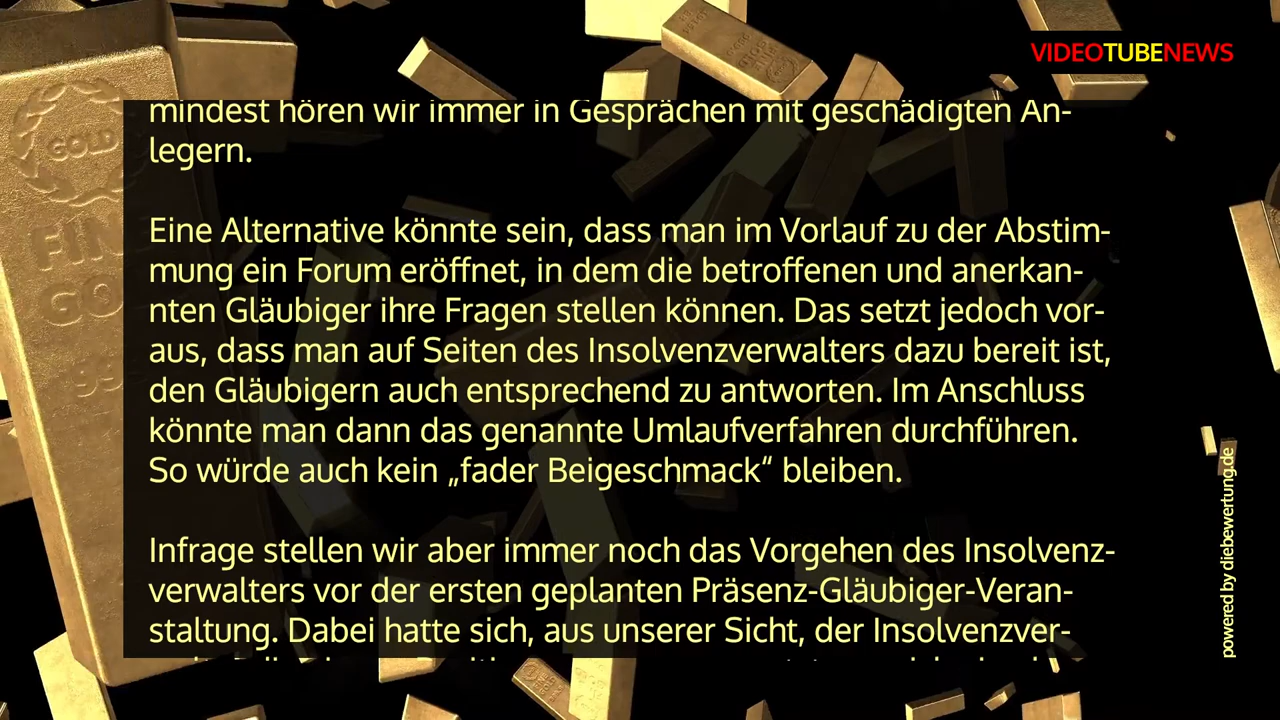 VIDEOTUBENEWS
mindest hören wir immer in Gesprächen mit geschädigten An-
legern.
Eine Alternative könnte sein, dass man im Vorlauf zu der Abstim-
mung ein Forum eröffnet, in dem die betroffenen und anerkan-
nten Gläubiger ihre Fragen stellen können. Das setzt jedoch vor-
aus, dass man auf Seiten des Insolvenzverwalters dazu bereit ist,
den Gläubigern auch entsprechend zu antworten. Im Anschluss
könnte man dann das genannte Umlaufverfahren durchführen.
So würde auch kein „fader Beigeschmack“ bleiben.
Infrage stellen wir aber immer noch das Vorgehen des Insolvenz-
verwalters vor der ersten geplanten Präsenz-Gläubiger-Veran-
staltung. Dabei hatte sich, aus unserer Sicht, der Insolvenzver-
powered by diebewertung.de
GOLD
FIN
GO